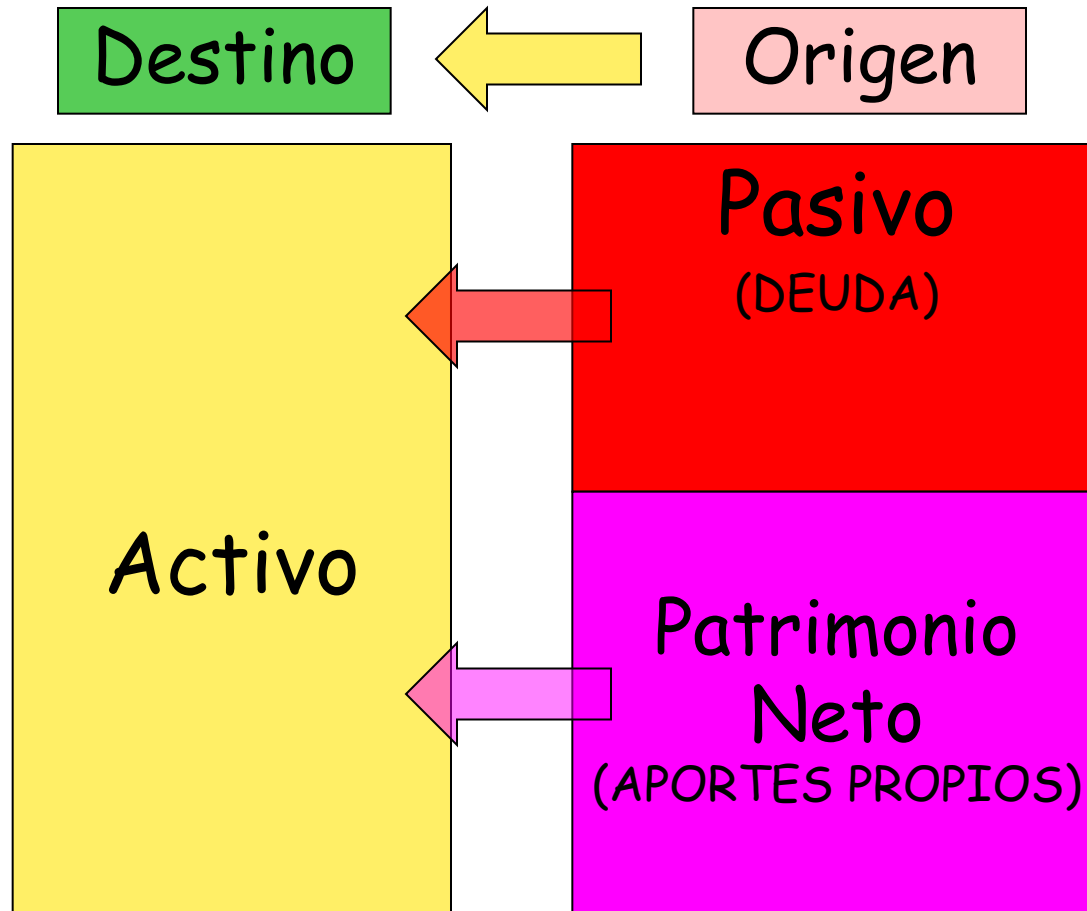 Destino
Origen
Activo
Pasivo
(DEUDA)
Patrimonio
Neto
(APORTES PROPIOS)